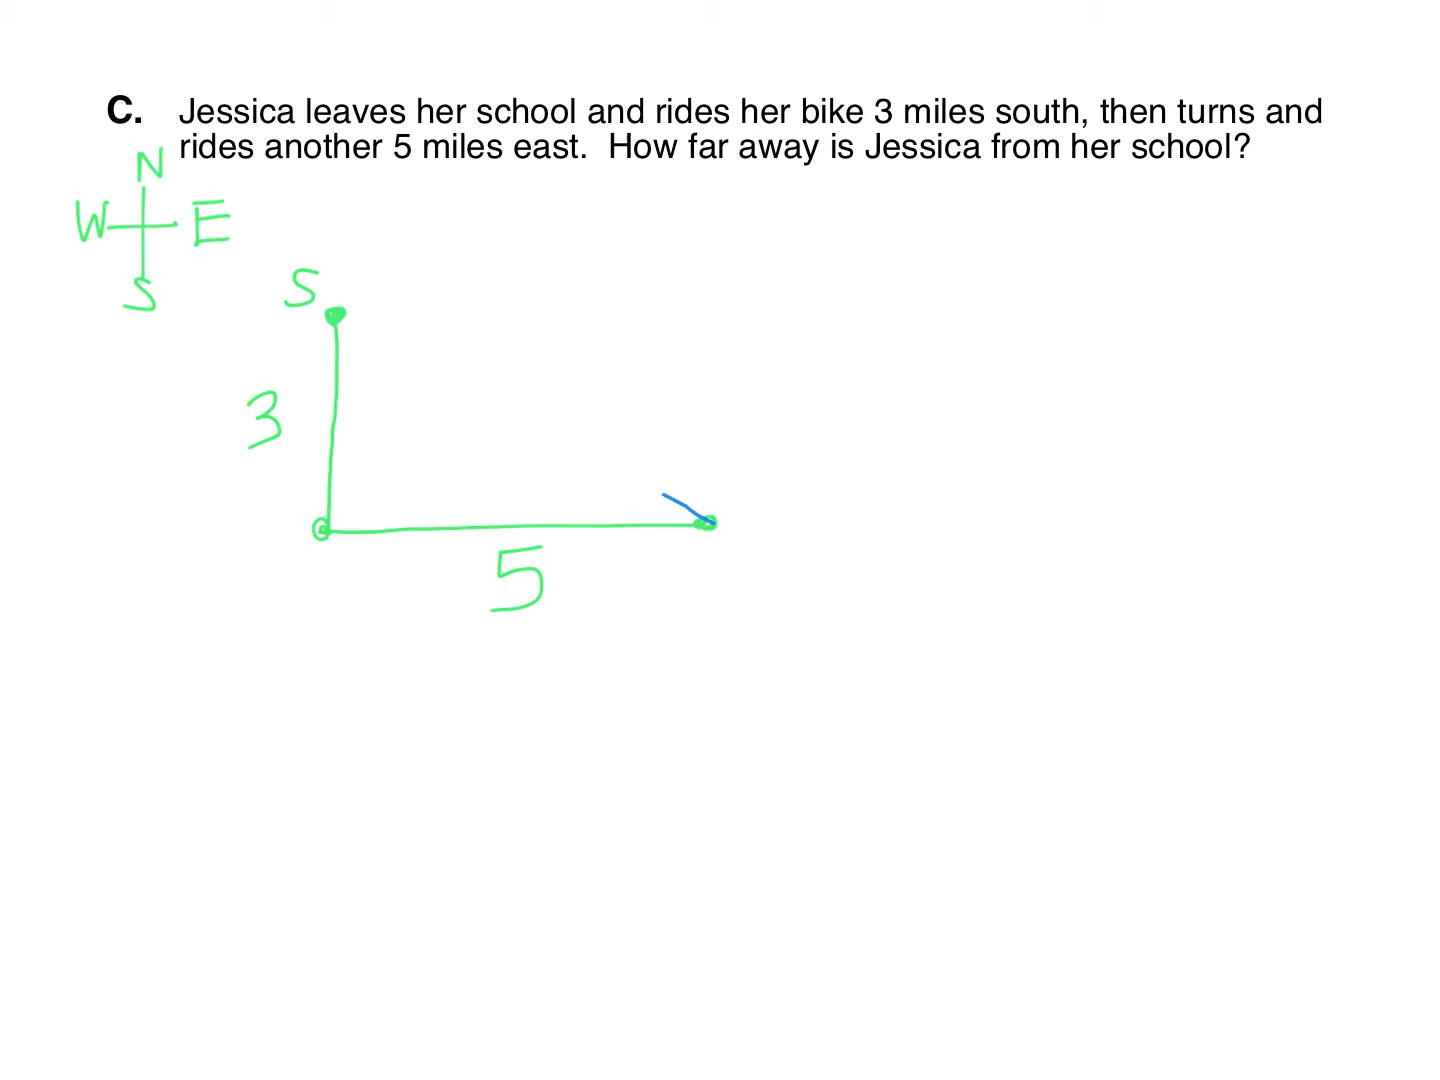 C. Jessica leaves her school and rides her bike 3 miles south, then turns and
rides another 5 miles east. How far away is Jessica from her school?
N
W E
S
S
3
5